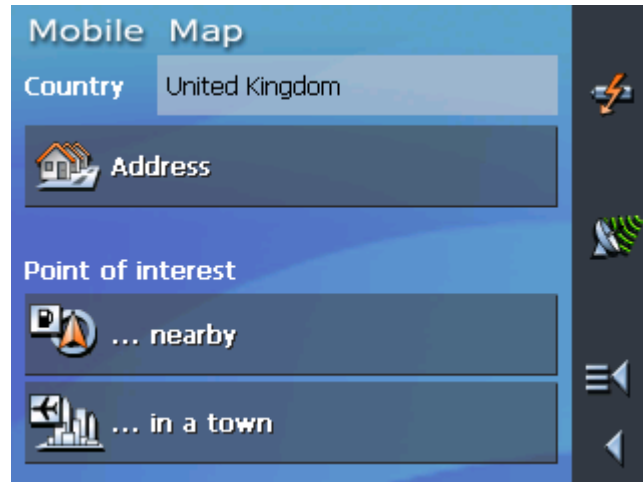 Mobile Map
Country United Kingdom
Address
Point of interest
P
... nearby
... in a town